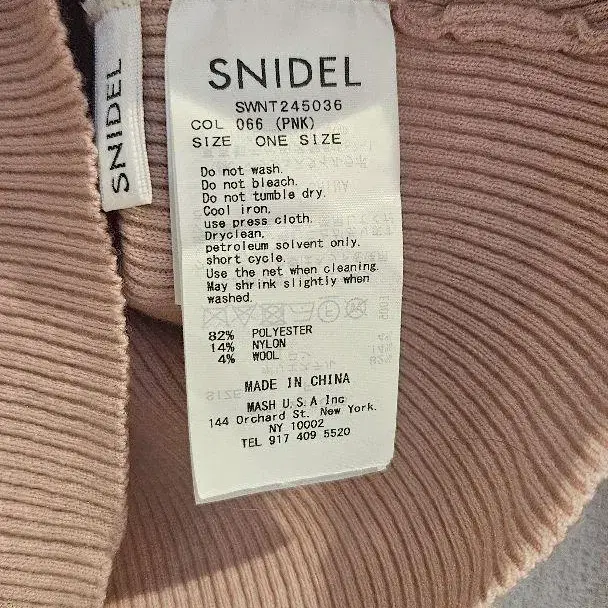 SNIDEL
SNIDEL
SWNT245036
COL 066 (PNK)
SIZE ONE SIZE
Do not wash.
Do not bleach.
Do not tumble dry.
Cool iron,
use press cloth.
Dryclean,
petroleum solvent only.
short cycle.
Use the net when cleaning.
May shrink slightly when
washed.
82% POLYESTER
14% NYLON
4% WOOL
MADE IN CHINA
MASH U.S.A Inc
144 Orchard St. New York.
NY 10002
TEL 917 409 5520